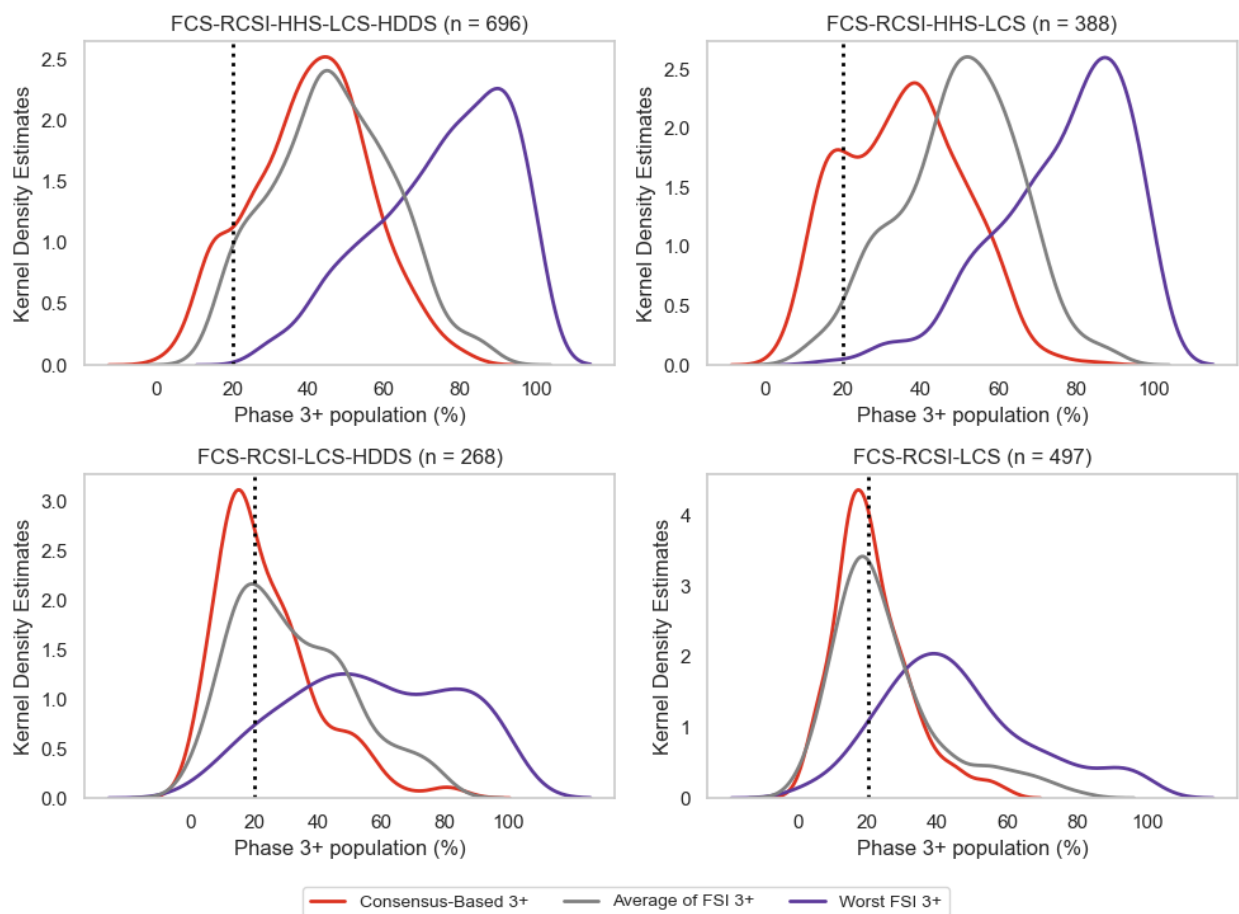 FCS-RCSI-HHS-LCS-HDDS (n = 696)
Kernel Density Estimates
2.5
2.0
1.5
1.0
0.5
0.0
0 20 40 60 80 100
Phase 3+ population (%)
FCS-RCSI-HHS-LCS (n = 388)
Kernel Density Estimates
2.5
2.0
1.5
1.0
0.5
0.0
0 20 40 60 80 100
Phase 3+ population (%)
FCS-RCSI-LCS-HDDS (n = 268)
Kernel Density Estimates
3.0
2.5
2.0
1.5
1.0
0.5
0.0
0 20 40 60 80 100
Phase 3+ population (%)
FCS-RCSI-LCS (n = 497)
Kernel Density Estimates
4
3
2
1
0
0 20 40 60 80 100
Phase 3+ population (%)
Consensus-Based 3+ Average of FSI 3+ Worst FSI 3+